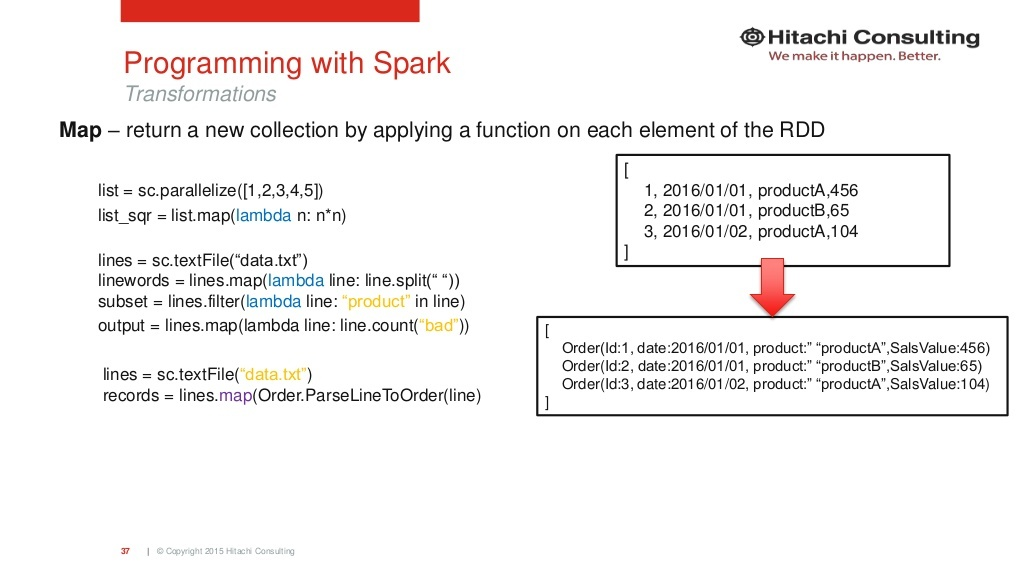 Hitachi Consulting
We make it happen. Better.
Programming with Spark
Transformations
Map – return a new collection by applying a function on each element of the RDD
list = sc.parallelize([1,2,3,4,5])
list_sqr = list.map(lambda n: n*n)
lines = sc.textFile(“data.txt”)
linewords = lines.map(lambda line: line.split(“ “))
subset = lines.filter(lambda line: “product” in line)
output = lines.map(lambda line: line.count(“bad”))
lines = sc.textFile(“data.txt”)
records = lines.map(Order.ParseLineToOrder(line)
[
1, 2016/01/01, productA,456
2, 2016/01/01, productB,65
3, 2016/01/02, productA,104
]
[
Order(Id:1, date:2016/01/01, product:” “productA”,SalsValue:456)
Order(Id:2, date:2016/01/01, product:” “productB”,SalsValue:65)
Order(Id:3, date:2016/01/02, product:” “productA”,SalsValue:104)
]
37 | © Copyright 2015 Hitachi Consulting